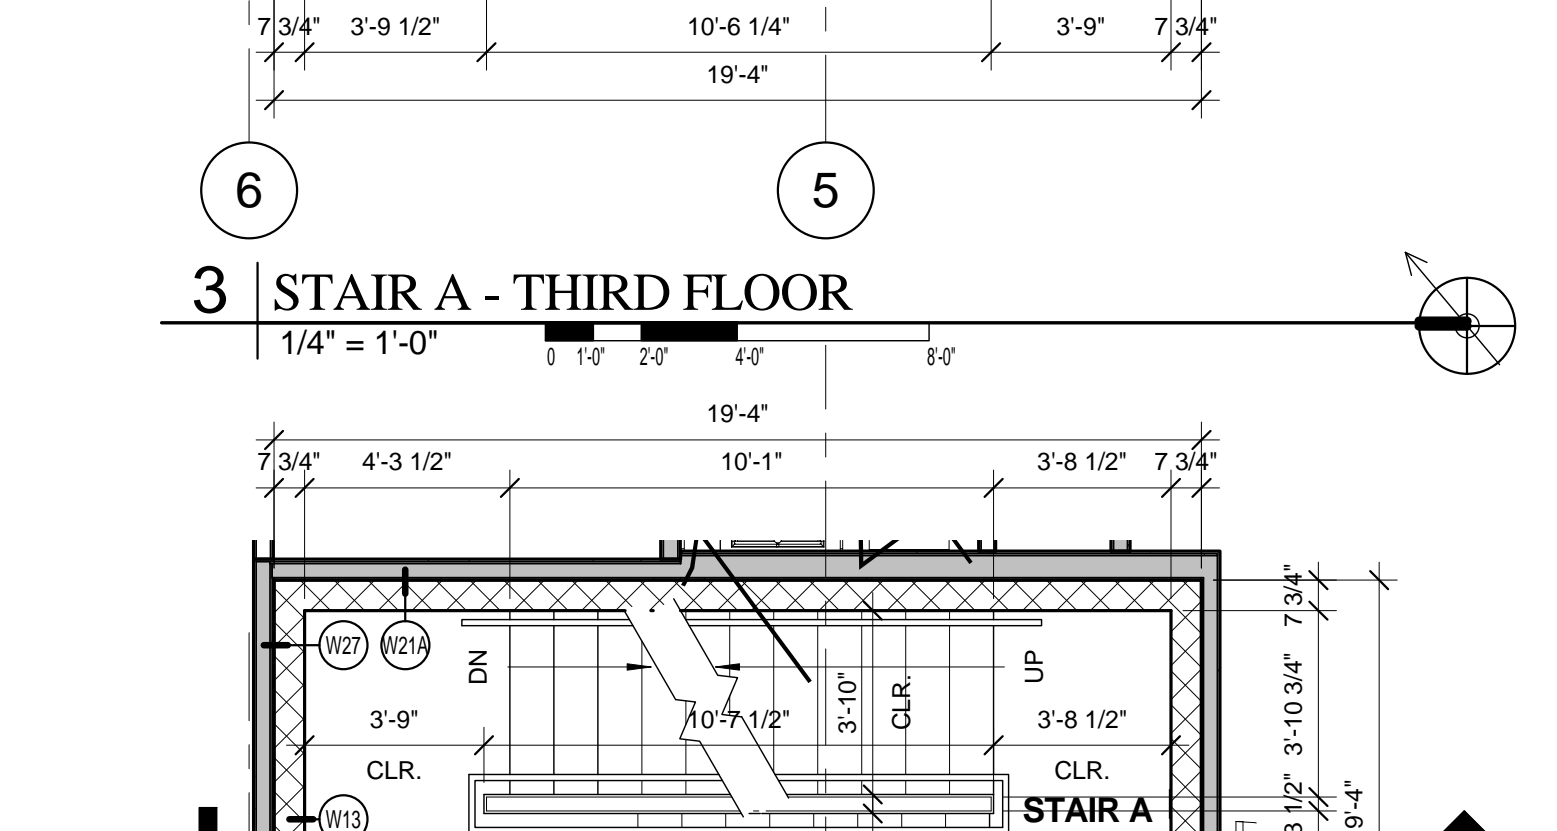 7 3/4" 3'-9 1/2" 10'-6 1/4" 3'-9" 7 3/4"
19'-4"
6 5
3 STAIR A - THIRD FLOOR
1/4" = 1'-0"
0 1'-0" 2'-0" 4'-0" 8'-0"
19'-4"
7 3/4" 4'-3 1/2" 10'-1" 3'-8 1/2" 7 3/4"
7 3/4"
W27 W21A
DN UP
3'-10" CLR.
3'-10 3/4"
3'-9" 10'-7 1/2" 3'-8 1/2"
CLR. CLR.
STAIR A
3 1/2"
9'-4"
W13